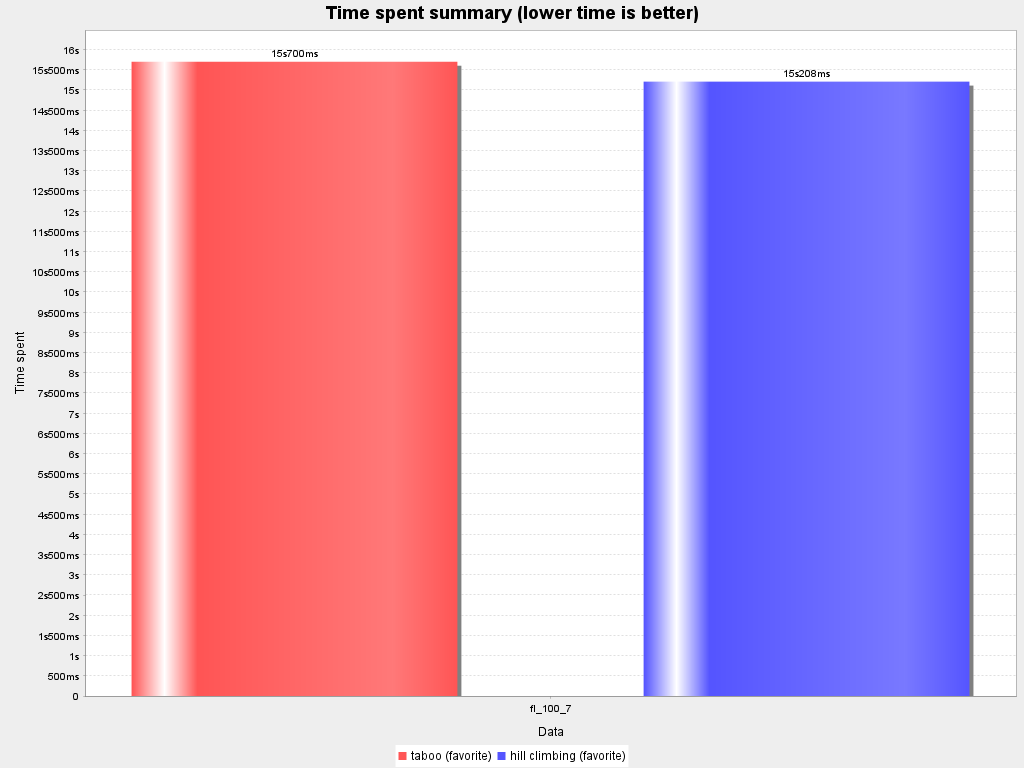 Time spent summary (lower time is better)
16s
15s500ms
15s
14s500ms
14s
13s500ms
13s
12s500ms
12s
11s500ms
11s
10s500ms
10s
9s500ms
9s
8s500ms
8s
7s500ms
7s
6s500ms
6s
5s500ms
5s
4s500ms
4s
3s500ms
3s
2s500ms
2s
1s500ms
1s
500ms
0
Time spent
15s700ms
15s208ms
fl_100_7
Data
taboo (favorite) hill climbing (favorite)